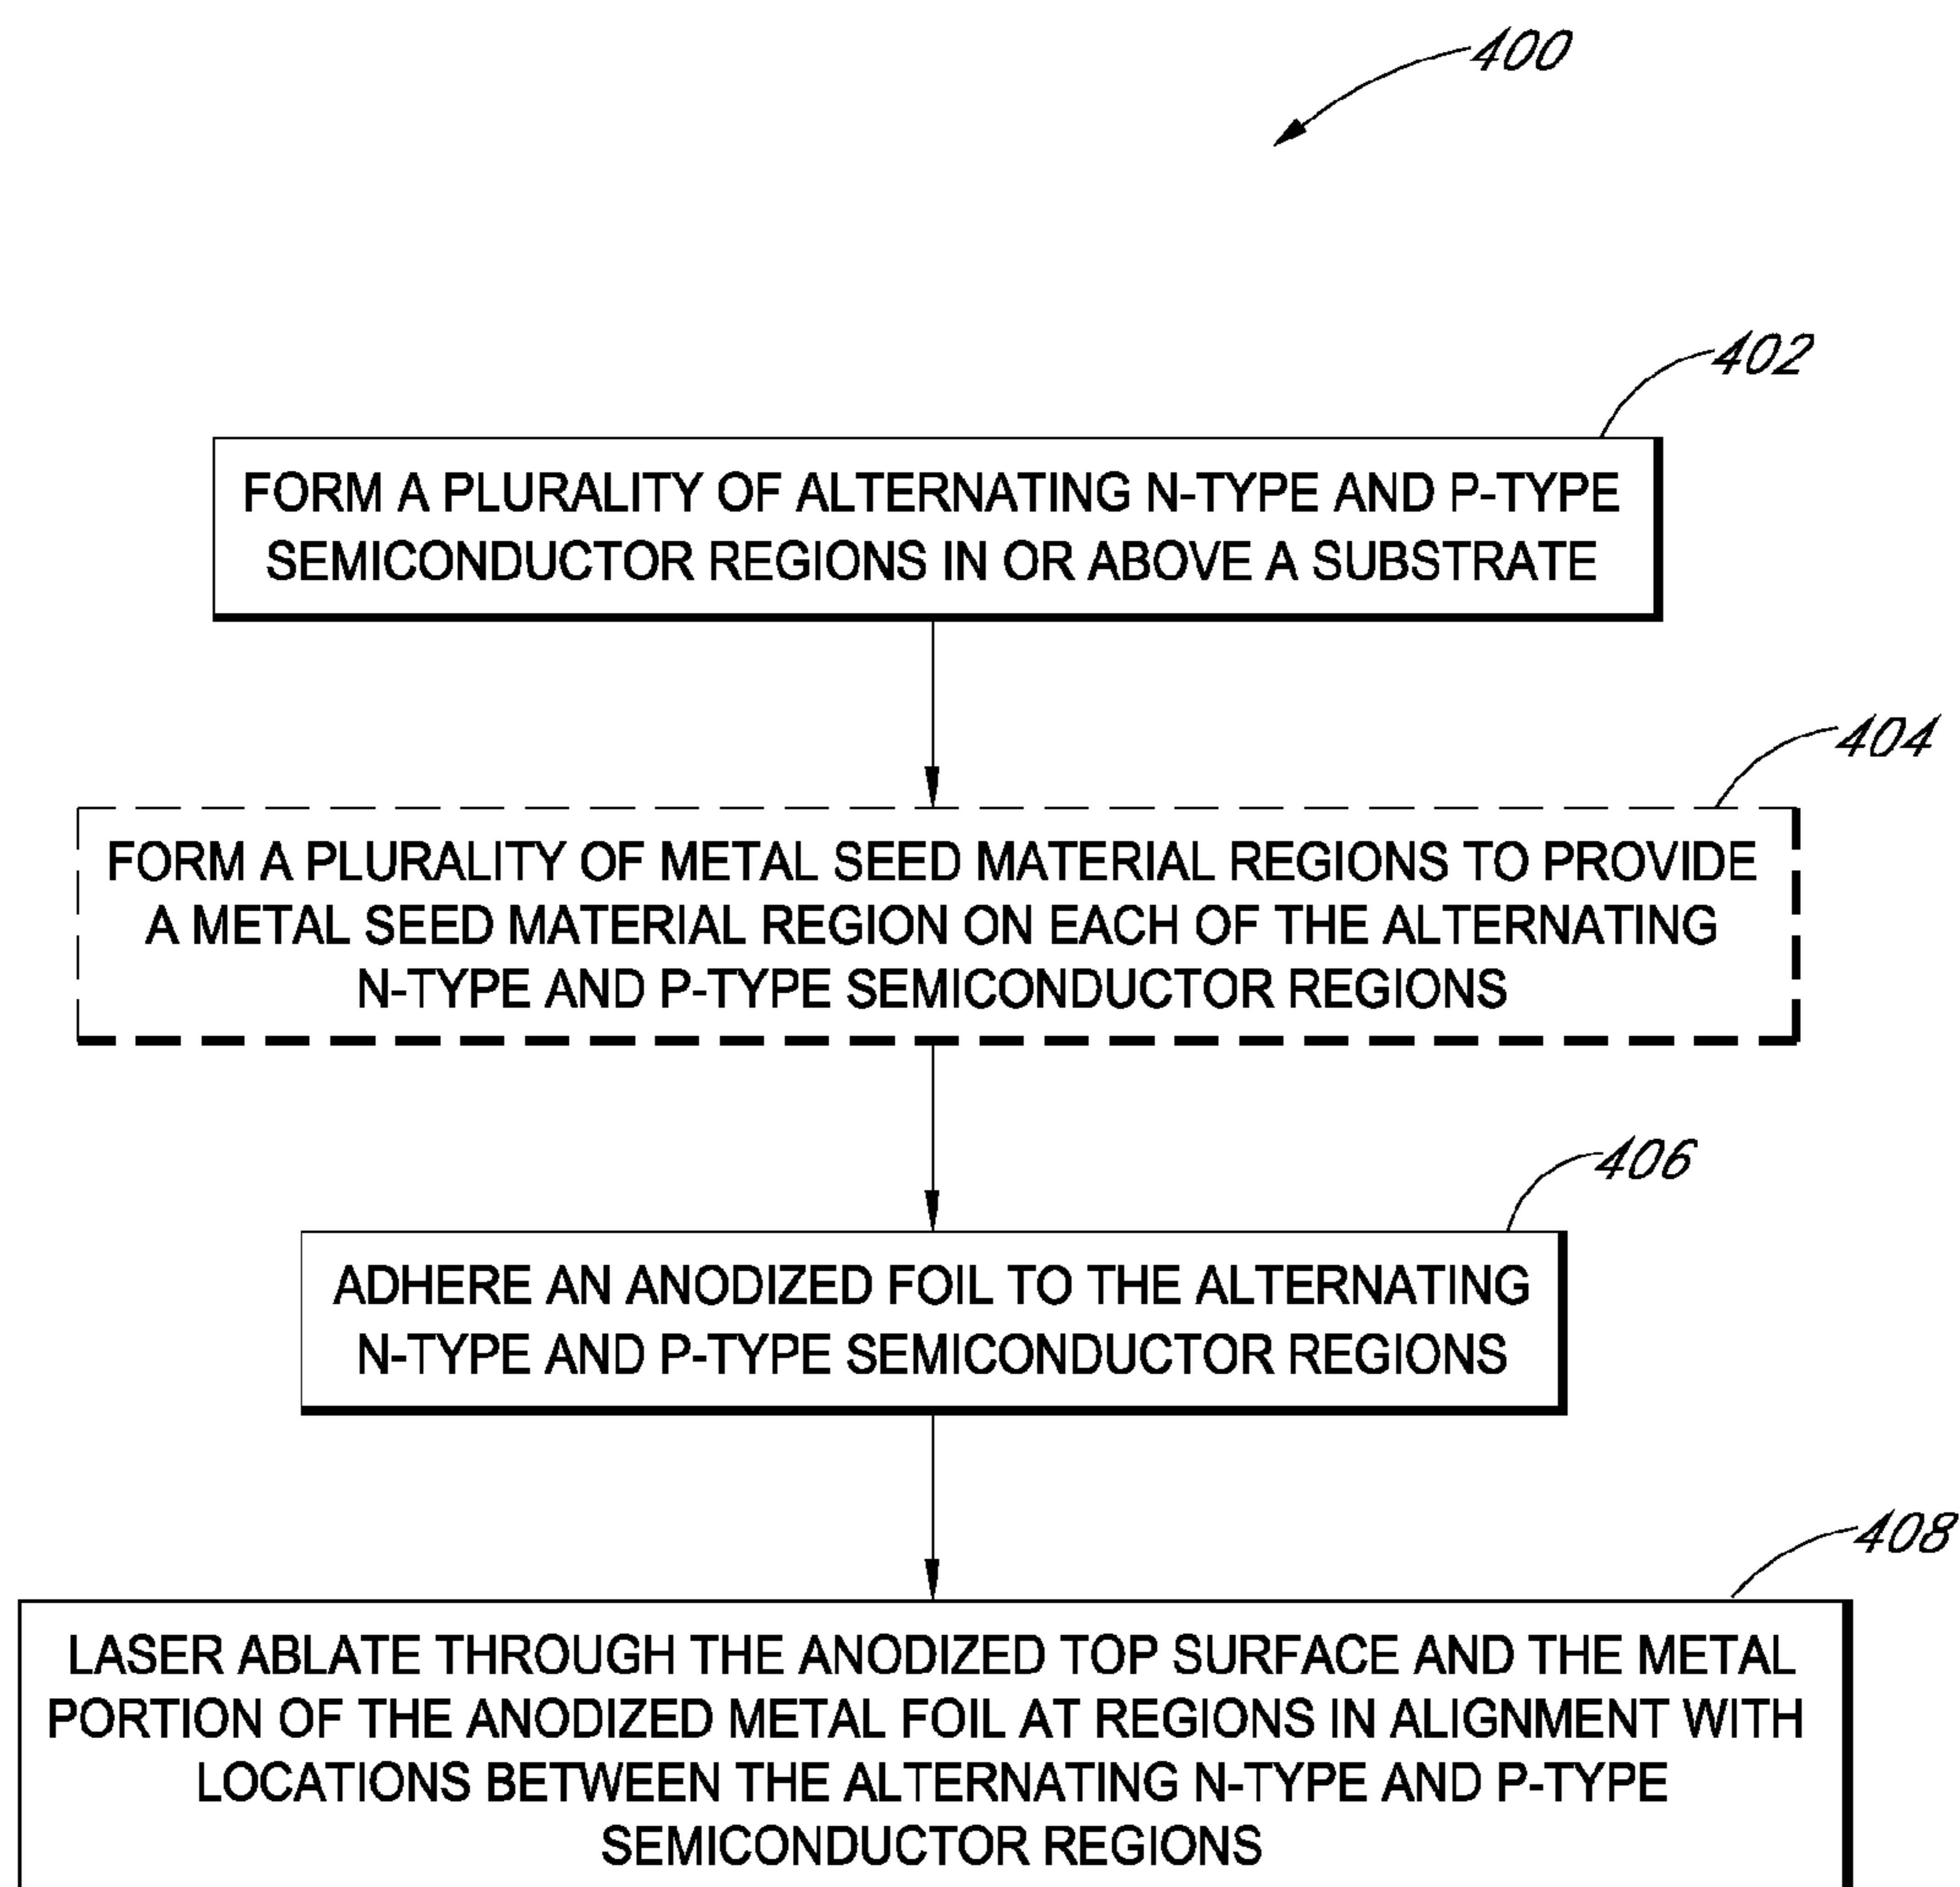 400
402
FORM A PLURALITY OF ALTERNATING N-TYPE AND P-TYPE
SEMICONDUCTOR REGIONS IN OR ABOVE A SUBSTRATE
404
FORM A PLURALITY OF METAL SEED MATERIAL REGIONS TO PROVIDE
A METAL SEED MATERIAL REGION ON EACH OF THE ALTERNATING
N-TYPE AND P-TYPE SEMICONDUCTOR REGIONS
406
ADHERE AN ANODIZED FOIL TO THE ALTERNATING
N-TYPE AND P-TYPE SEMICONDUCTOR REGIONS
408
LASER ABLATE THROUGH THE ANODIZED TOP SURFACE AND THE METAL
PORTION OF THE ANODIZED METAL FOIL AT REGIONS IN ALIGNMENT WITH
LOCATIONS BETWEEN THE ALTERNATING N-TYPE AND P-TYPE
SEMICONDUCTOR REGIONS